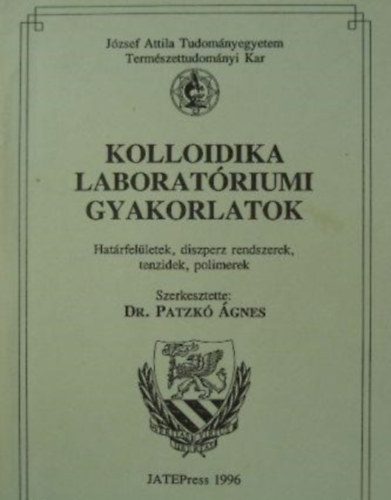 József Attila Tudományegyetem
Természettudományi Kar
KOLLOIDIKA
LABORATÓRIUMI
GYAKORLATOK
Határfelületek, diszperz rendszerek,
tenzidek, polimerek
Szerkesztette:
DR. PATZKÓ ÁGNES
JATEPress 1996